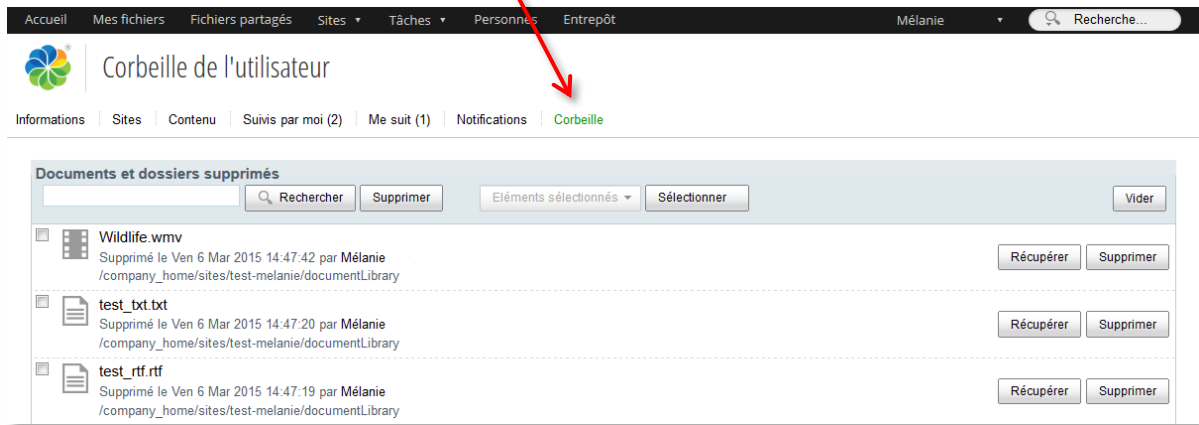 Accueil Mes fichiers Fichiers partagés Sites Tâches Personnes Entrepôt Mélanie Recherche...
Corbeille de l'utilisateur
Informations Sites Contenu Suivis par moi (2) Me suit (1) Notifications Corbeille
Documents et dossiers supprimés
Rechercher Supprimer Eléments sélectionnés Sélectionner Vider
Wildlife.wmv
Supprimé le Ven 6 Mar 2015 14:47:42 par Mélanie Récupérer Supprimer
/company_home/sites/test-melanie/documentLibrary
test_txt.txt
Supprimé le Ven 6 Mar 2015 14:47:20 par Mélanie Récupérer Supprimer
/company_home/sites/test-melanie/documentLibrary
test_rtf.rtf
Supprimé le Ven 6 Mar 2015 14:47:19 par Mélanie Récupérer Supprimer
/company_home/sites/test-melanie/documentLibrary